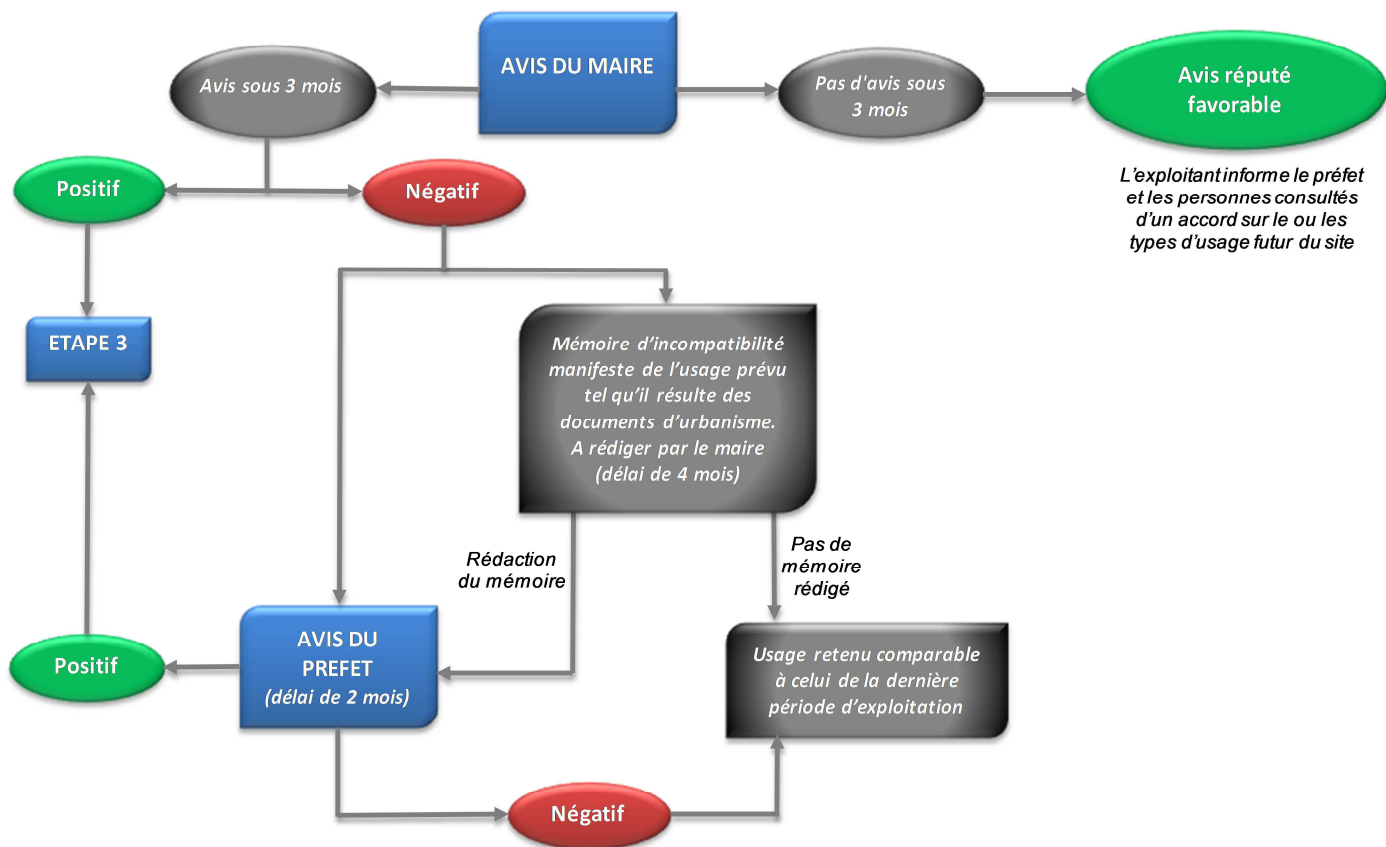 AVIS DU MAIRE
Avis sous 3 mois
Pas d'avis sous
3 mois
Avis réputé
favorable
L'exploitant informe le préfet
et les personnes consultés
d'un accord sur le ou les
types d'usage futur du site
Positif
Négatif
ETAPE 3
Mémoire d'incompatibilité
manifeste de l'usage prévu
tel qu'il résulte des
documents d'urbanisme.
A rédiger par le maire
(délai de 4 mois)
Rédaction
du mémoire
Pas de
mémoire
rédigé
AVIS DU
PREFET
(délai de 2 mois)
Positif
Usage retenu comparable
à celui de la dernière
période d'exploitation
Négatif